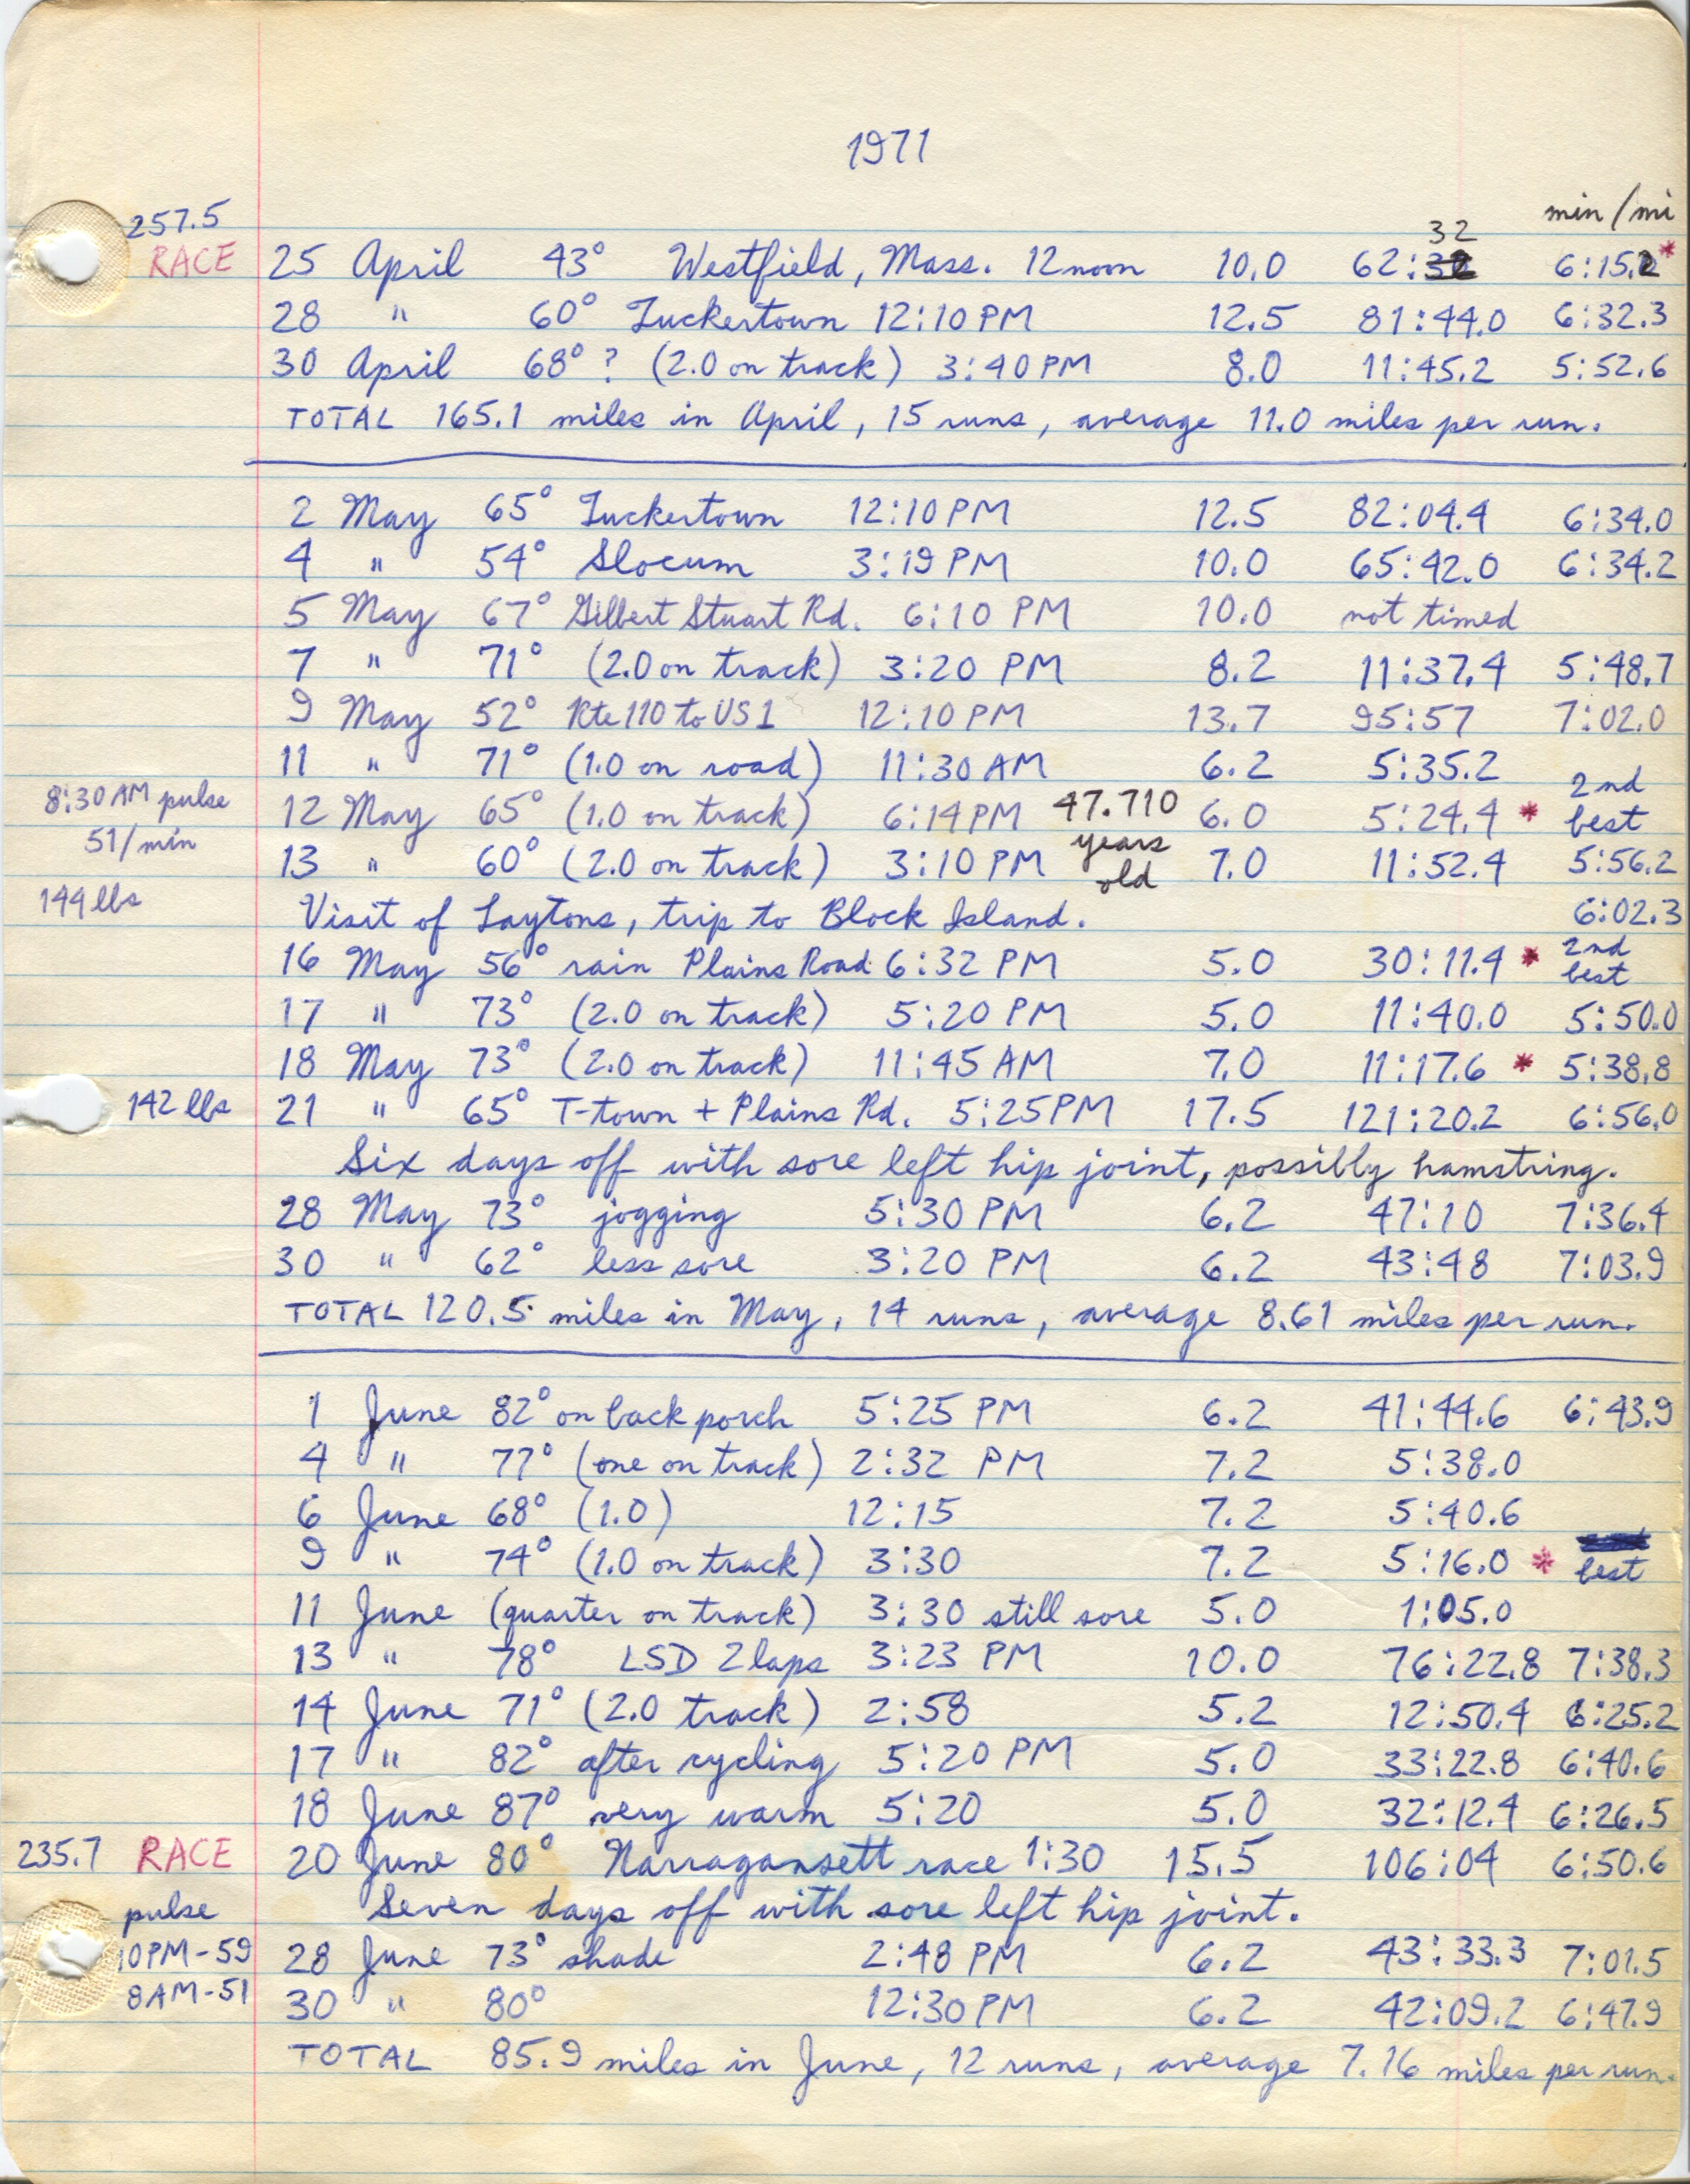 1971
min/mi
257.5
32
RACE 25 April 43° Westfield, Mass. 12 noon 10.0 62: 6:15.2*
28 " 60° Tuckertown 12:10 PM 12.5 81:44.0 6:32.3
30 April 68°? (2.0 on track) 3:40 PM 8.0 11:45.2 5:52.6
TOTAL 165.1 miles in April, 15 runs, average 11.0 miles per run.
2 May 65° Tuckertown 12:10 PM 12.5 82:04.4 6:34.0
4 " 54° Slocum 3:19 PM 10.0 65:42.0 6:34.2
5 May 67° Gilbert Stuart Rd. 6:10 PM 10.0 not timed
7 " 71° (2.0 on track) 3:20 PM 8.2 11:37.4 5:48.7
9 May 52° Rte 110 to US 1 12:10 PM 13.7 95:57 7:02.0
11 " 71° (1.0 on road) 11:30 AM 6.2 5:35.2
8:30 AM pulse 12 May 65° (1.0 on track) 6:14 PM 47.710 6.0 5:24.4 * 2nd best
51/min years
13 " 60° (2.0 on track) 3:10 PM old 7.0 11:52.4 5:56.2
144 lbs Visit of Laytons, trip to Block Island. 6:02.3
16 May 56° rain Plains Road 6:32 PM 5.0 30:11.4 * 2nd best
17 " 73° (2.0 on track) 5:20 PM 5.0 11:40.0 5:50.0
18 May 73° (2.0 on track) 11:45 AM 7.0 11:17.6 * 5:38.8
142 lbs 21 " 65° T-town + Plains Rd. 5:25 PM 17.5 121:20.2 6:56.0
Six days off with sore left hip joint, possibly hamstring.
28 May 73° jogging 5:30 PM 6.2 47:10 7:36.4
30 " 62° less sore 3:20 PM 6.2 43:48 7:03.9
TOTAL 120.5 miles in May, 14 runs, average 8.61 miles per run.
1 June 82° on back porch 5:25 PM 6.2 41:44.6 6:43.9
4 " 77° (one on track) 2:32 PM 7.2 5:38.0
6 June 68° (1.0) 12:15 7.2 5:40.6
9 " 74° (1.0 on track) 3:30 7.2 5:16.0 * best
11 June (quarter on track) 3:30 still sore 5.0 1:05.0
13 " 78° LSD 2 laps 3:23 PM 10.0 76:22.8 7:38.3
14 June 71° (2.0 track) 2:58 5.2 12:50.4 6:25.2
17 " 82° after cycling 5:20 PM 5.0 33:22.8 6:40.6
18 June 87° very warm 5:20 5.0 32:12.4 6:26.5
235.7 RACE 20 June 80° Narragansett race 1:30 15.5 106:04 6:50.6
pulse Seven days off with sore left hip joint.
10PM-59 28 June 73° shade 2:48 PM 6.2 43:33.3 7:01.5
8AM-51 30 " 80° 12:30 PM 6.2 42:09.2 6:47.9
TOTAL 85.9 miles in June, 12 runs, average 7.16 miles per run.